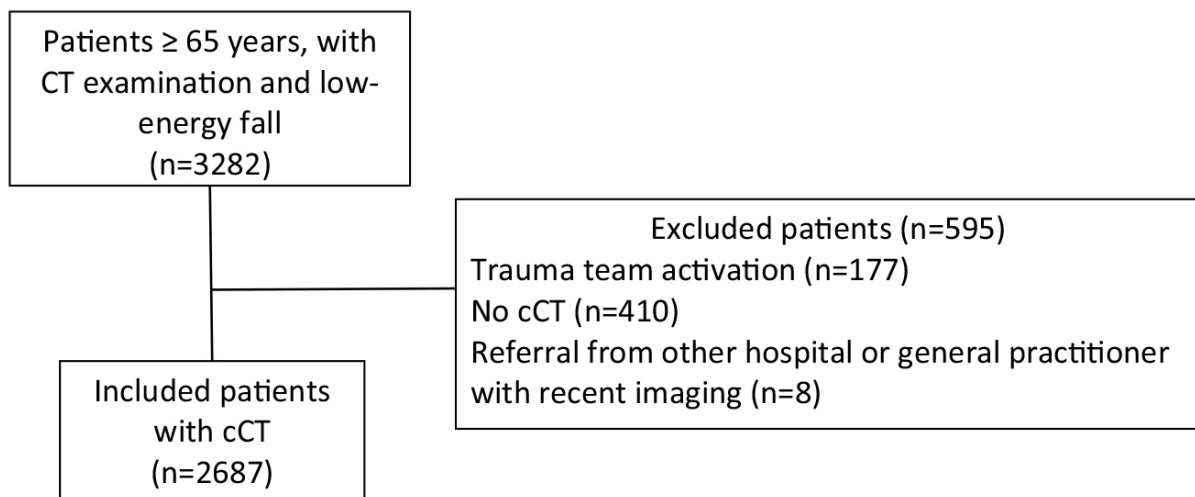 Patients ≥ 65 years, with
CT examination and low-
energy fall
(n=3282)
Excluded patients (n=595)
Trauma team activation (n=177)
No cCT (n=410)
Referral from other hospital or general practitioner
with recent imaging (n=8)
Included patients
with cCT
(n=2687)